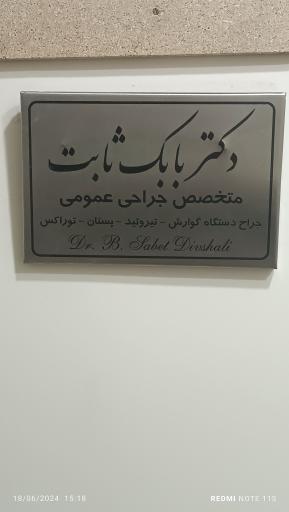 دکتر بابک ثابت
متخصص جراحی عمومی
جراح دستگاه گوارش - تیروئید - پستان - توراکس
Dr. B. Sabet Divshali
18/06/2024 15:18
REDMI NOTE 11S